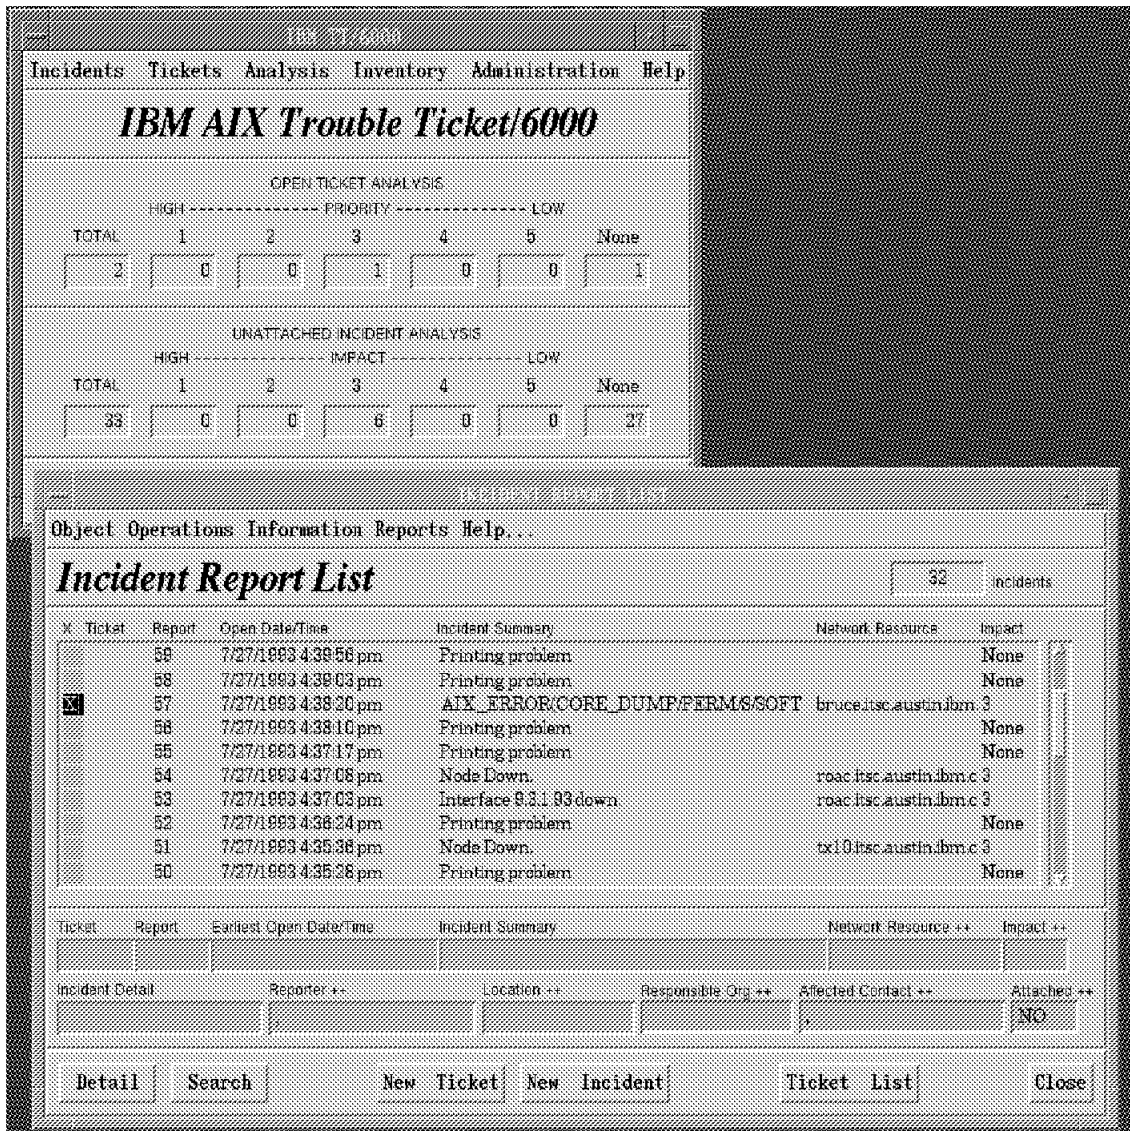 IBM TT/6000
Incidents Tickets Analysis Inventory Administration Help
IBM AIX Trouble Ticket/6000
OPEN TICKET ANALYSIS
HIGH -------------- PRIORITY -------------- LOW
TOTAL 1 2 3 4 5 None
2 0 0 1 0 0 1
UNATTACHED INCIDENT ANALYSIS
HIGH -------------- IMPACT -------------- LOW
TOTAL 1 2 3 4 5 None
33 0 0 6 0 0 27
INCIDENT REPORT LIST
Object Operations Information Reports Help...
Incident Report List
32 Incidents
X Ticket Report Open Date/Time Incident Summary Network Resource Impact
59 7/27/1993 4:39:56 pm Printing problem None
58 7/27/1993 4:39:03 pm Printing problem None
X 57 7/27/1993 4:38:20 pm AIX_ERROR/CORE_DUMP/PERM/S/SOFT bruce.itsc.austin.ibm. 3
56 7/27/1993 4:38:10 pm Printing problem None
55 7/27/1993 4:37:17 pm Printing problem None
54 7/27/1993 4:37:08 pm Node Down. roac.itsc.austin.ibm.c 3
53 7/27/1993 4:37:03 pm Interface 9.3.1.93 down. roac.itsc.austin.ibm.c 3
52 7/27/1993 4:36:24 pm Printing problem None
51 7/27/1993 4:35:36 pm Node Down. tx10.itsc.austin.ibm.c 3
50 7/27/1993 4:35:28 pm Printing problem None
Ticket Report Earliest Open Date/Time Incident Summary Network Resource ++ Impact ++
Incident Detail Reporter ++ Location ++ Responsible Org ++ Affected Contact ++ Attached ++
, NO
Detail Search New Ticket New Incident Ticket List Close